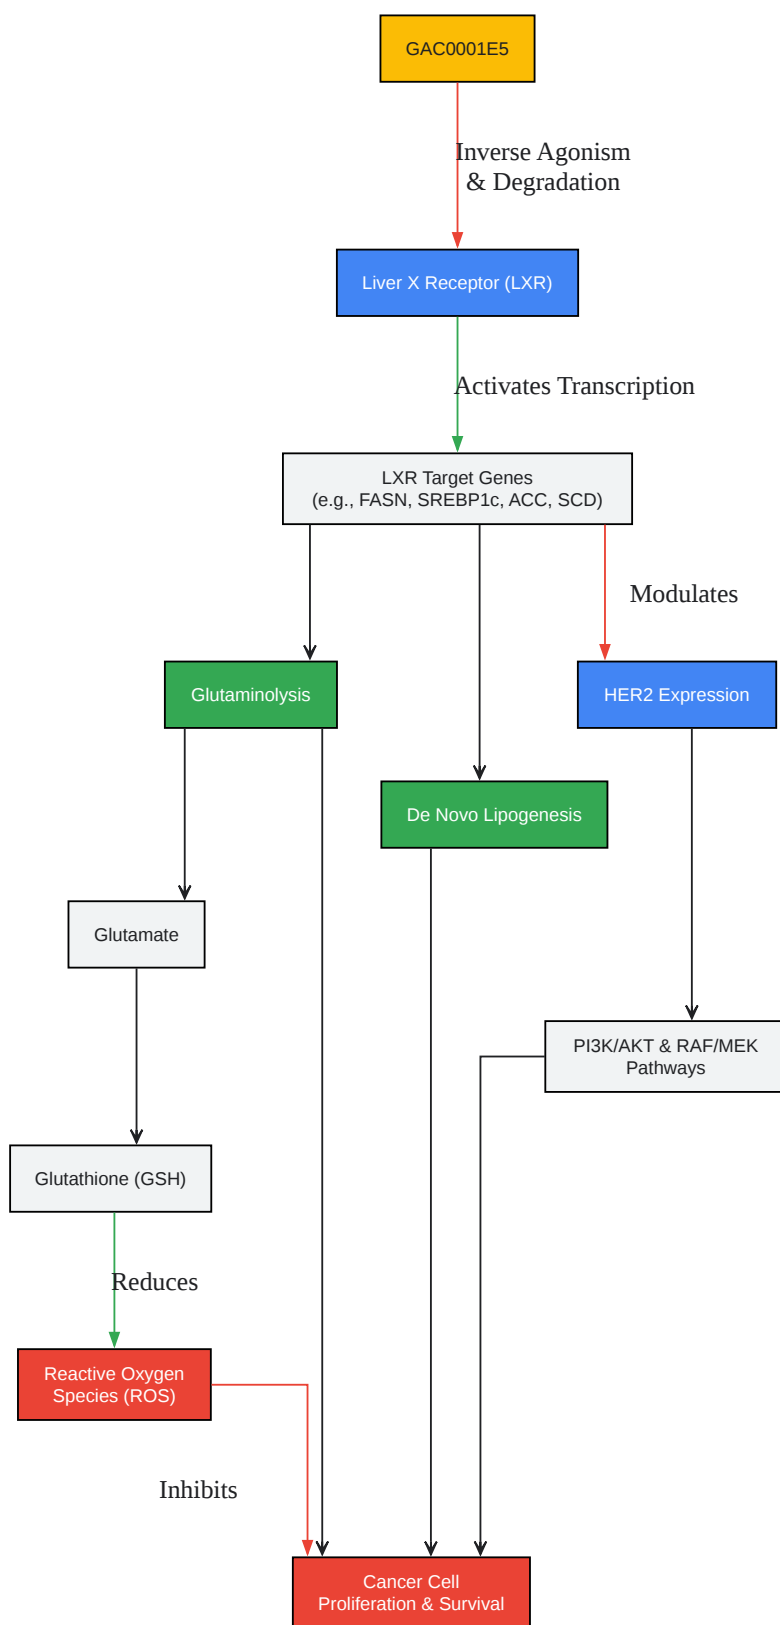 GAC0001E5
Inverse Agonism
& Degradation
Liver X Receptor (LXR)
Activates Transcription
LXR Target Genes
(e.g., FASN, SREBP1c, ACC, SCD)
Modulates
Glutaminolysis
HER2 Expression
De Novo Lipogenesis
Glutamate
PI3K/AKT & RAF/MEK
Pathways
Glutathione (GSH)
Reduces
Reactive Oxygen
Species (ROS)
Inhibits
Cancer Cell
Proliferation & Survival